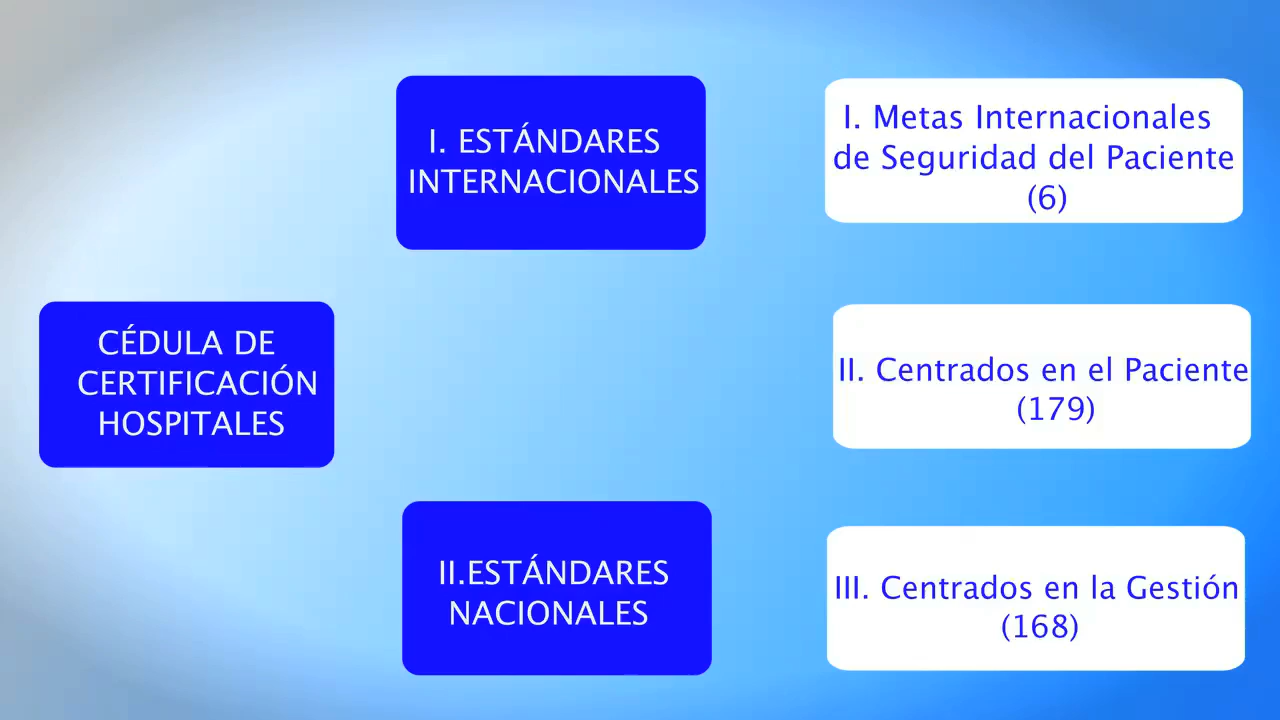 I. ESTÁNDARES
INTERNACIONALES
I. Metas Internacionales
de Seguridad del Paciente
(6)
CÉDULA DE
CERTIFICACIÓN
HOSPITALES
II. Centrados en el Paciente
(179)
II.ESTÁNDARES
NACIONALES
III. Centrados en la Gestión
(168)